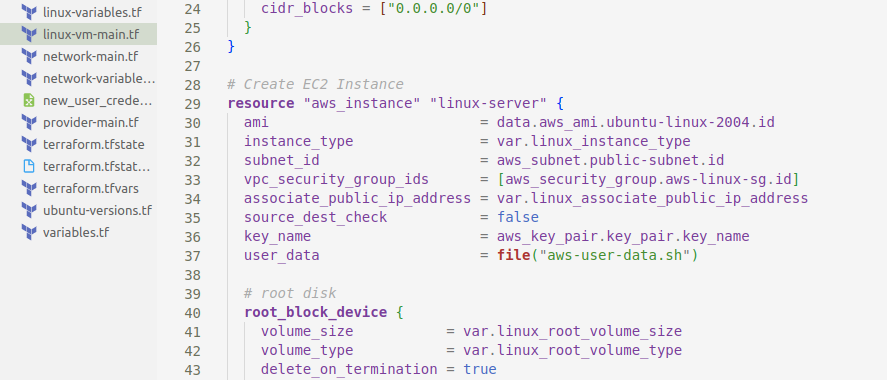 linux-variables.tf
linux-vm-main.tf
network-main.tf
network-variable...
new_user_crede...
provider-main.tf
terraform.tfstate
terraform.tfstat...
terraform.tfvars
ubuntu-versions.tf
variables.tf
24 cidr_blocks = ["0.0.0.0/0"]
25 }
26 }
27
28 # Create EC2 Instance
29 resource "aws_instance" "linux-server" {
30 ami = data.aws_ami.ubuntu-linux-2004.id
31 instance_type = var.linux_instance_type
32 subnet_id = aws_subnet.public-subnet.id
33 vpc_security_group_ids = [aws_security_group.aws-linux-sg.id]
34 associate_public_ip_address = var.linux_associate_public_ip_address
35 source_dest_check = false
36 key_name = aws_key_pair.key_pair.key_name
37 user_data = file("aws-user-data.sh")
38
39 # root disk
40 root_block_device {
41 volume_size = var.linux_root_volume_size
42 volume_type = var.linux_root_volume_type
43 delete_on_termination = true